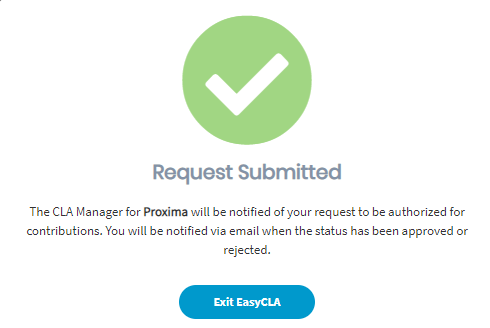 Request Submitted
The CLA Manager for Proxima will be notified of your request to be authorized for
contributions. You will be notified via email when the status has been approved or
rejected.
Exit EasyCLA